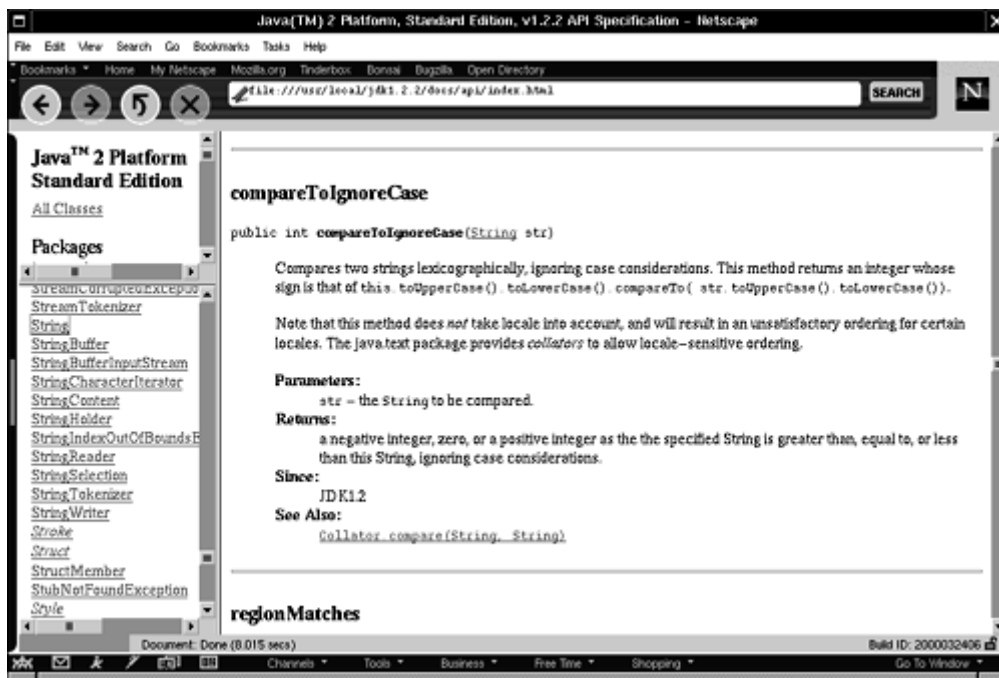 Java(TM) 2 Platform, Standard Edition, v1.2.2 API Specification - Netscape
File Edit View Search Go Bookmarks Tasks Help
Bookmarks Home My Netscape Mozilla.org Tinderbox Bonsai Bugzilla Open Directory
file:///usr/local/jdk1.2.2/docs/api/index.html
SEARCH
N
Java™ 2 Platform
Standard Edition
All Classes
Packages
StreamCorruptedExceptio
StreamTokenizer
String
StringBuffer
StringBufferInputStream
StringCharacterIterator
StringContent
StringHolder
StringIndexOutOfBoundsE
StringReader
StringSelection
StringTokenizer
StringWriter
Stroke
Struct
StructMember
StubNotFoundException
Style
compareToIgnoreCase
public int compareToIgnoreCase(String str)
Compares two strings lexicographically, ignoring case considerations. This method returns an integer whose
sign is that of this.toUpperCase().toLowerCase().compareTo( str.toUpperCase().toLowerCase()).
Note that this method does not take locale into account, and will result in an unsatisfactory ordering for certain
locales. The java.text package provides collators to allow locale-sensitive ordering.
Parameters:
str - the String to be compared.
Returns:
a negative integer, zero, or a positive integer as the the specified String is greater than, equal to, or less
than this String, ignoring case considerations.
Since:
JDK1.2
See Also:
Collator.compare(String, String)
regionMatches
Document: Done (8.015 secs)
Build ID: 2000032406
Channels Tools Business Free Time Shopping
Go To Window